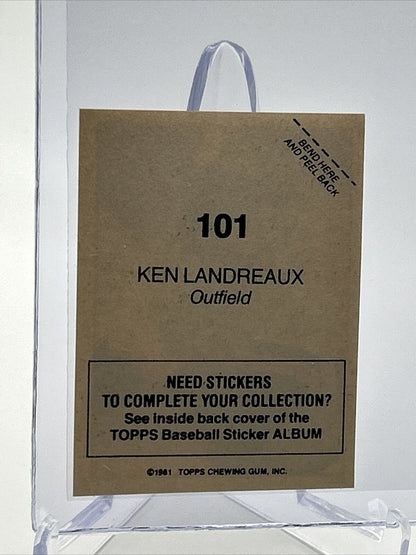 BEND HERE
AND PEEL BACK
101
KEN LANDREAUX
Outfield
NEED STICKERS
TO COMPLETE YOUR COLLECTION?
See inside back cover of the
TOPPS Baseball Sticker ALBUM
©1981 TOPPS CHEWING GUM, INC.